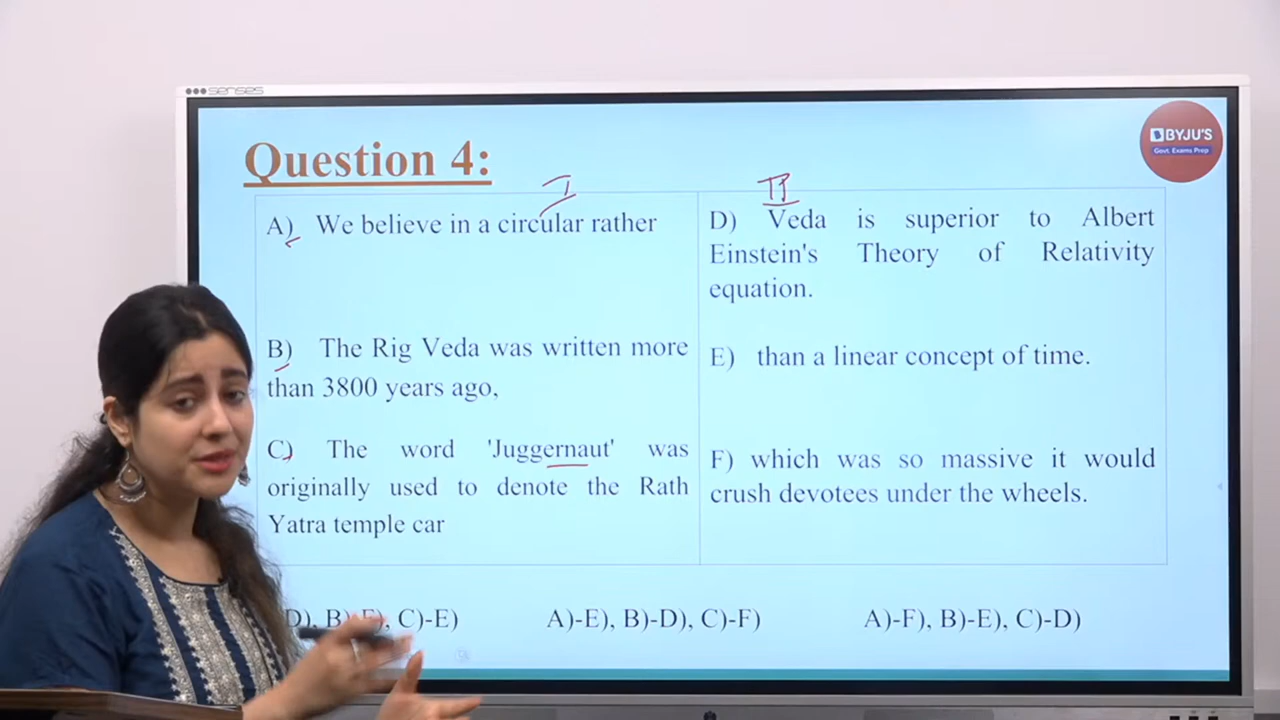 senses
BYJU'S
Govt. Exams Prep
Question 4:
I
II
A) We believe in a circular rather
D) Veda is superior to Albert
Einstein's Theory of Relativity
equation.
B) The Rig Veda was written more
than 3800 years ago,
E) than a linear concept of time.
C) The word 'Juggernaut' was
originally used to denote the Rath
Yatra temple car
F) which was so massive it would
crush devotees under the wheels.
D), B)-F), C)-E)
A)-E), B)-D), C)-F)
A)-F), B)-E), C)-D)